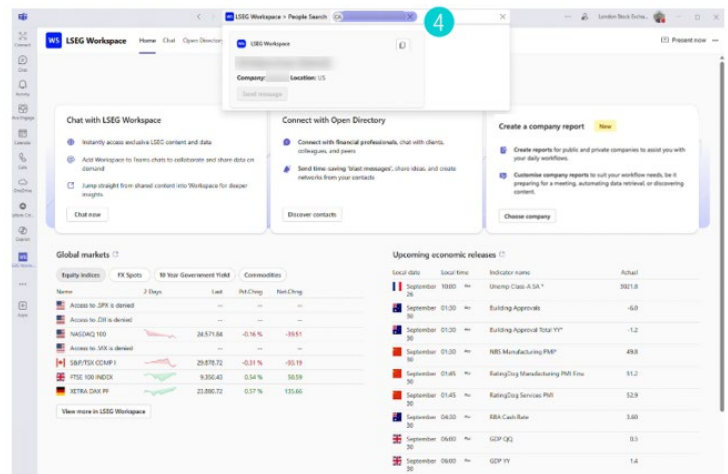 LSEG Workspace > People Search
4
London Stock Excha...
LSEG Workspace
Home Chat Open Directory
Present now
LSEG Workspace
Company: Location: US
Send message
Connect
Chat
Activity
Calendar
Calls
OneDrive
Copilot
Apps
Chat with LSEG Workspace
Instantly access exclusive LSEG content and data
Add Workspace to Teams chats to collaborate and share data on demand
Jump straight from shared content into Workspace for deeper insights
Chat now
Connect with Open Directory
Connect with financial professionals, chat with clients, colleagues, and peers
Send time-saving 'blast messages', share ideas, and create networks from your contacts
Discover contacts
Create a company report New
Create reports for public and private companies to assist you with your daily workflows.
Customise company reports to suit your workflow needs, be it preparing for a meeting, automating data retrieval, or discovering content.
Choose company
Global markets
Equity indices FX Spots 10 Year Government Yield Commodities
Name 2 Days Last Pct.Chng Net.Chng
Access to .SPX is denied -- -- --
Access to .DJI is denied -- -- --
NASDAQ 100 24,571.84 -0.16 % -39.51
Access to .VIX is denied -- -- --
S&P/TSX COMP I 29,878.72 -0.31 % -93.19
FTSE 100 INDEX 9,350.43 0.54 % 50.59
XETRA DAX PF 23,880.72 0.57 % 135.66
View more in LSEG Workspace
Upcoming economic releases
Local date Local time Indicator name Actual
September 26 10:00 Unemp Class-A SA * 3021.8
September 30 01:30 Building Approvals -6.0
September 30 01:30 Building Approval Total YY* -1.2
September 30 01:30 NBS Manufacturing PMI* 49.8
September 30 01:45 RatingDog Manufacturing PMI Final 51.2
September 30 01:45 RatingDog Services PMI 52.9
September 30 04:30 RBA Cash Rate 3.60
September 30 06:00 GDP QQ 0.3
September 30 06:00 GDP YY 1.4